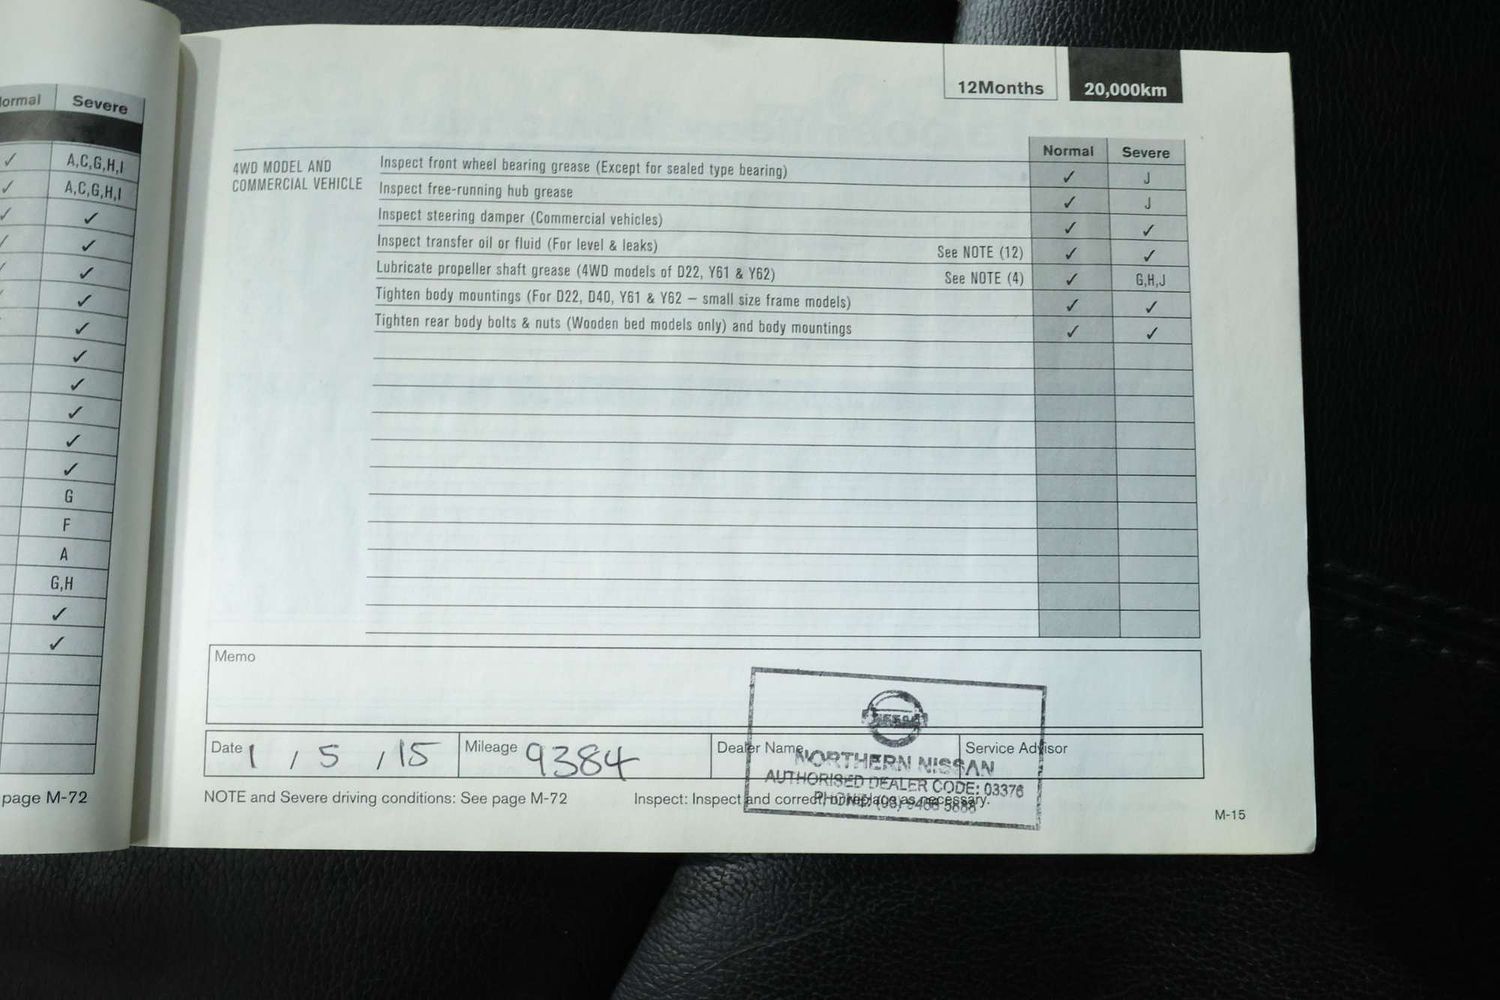 ormal Severe
✓ A,C,G,H,I
✓ A,C,G,H,I
✓ ✓
✓ ✓
✓
✓
✓
✓
✓
✓
✓
✓
G
F
A
G,H
✓
✓
page M-72
12Months 20,000km
Normal Severe
4WD MODEL AND COMMERCIAL VEHICLE
Inspect front wheel bearing grease (Except for sealed type bearing) ✓ J
Inspect free-running hub grease ✓ J
Inspect steering damper (Commercial vehicles) ✓ ✓
Inspect transfer oil or fluid (For level & leaks) See NOTE (12) ✓ ✓
Lubricate propeller shaft grease (4WD models of D22, Y61 & Y62) See NOTE (4) ✓ G,H,J
Tighten body mountings (For D22, D40, Y61 & Y62 – small size frame models) ✓ ✓
Tighten rear body bolts & nuts (Wooden bed models only) and body mountings ✓ ✓
Memo
Date 1 / 5 / 15 Mileage 9384 Dealer Name Service Advisor
NISSAN
NORTHERN NISSAN
AUTHORISED DEALER CODE: 03376
PHONE: (03)
NOTE and Severe driving conditions: See page M-72 Inspect: Inspect and correct or replace as necessary.
M-15